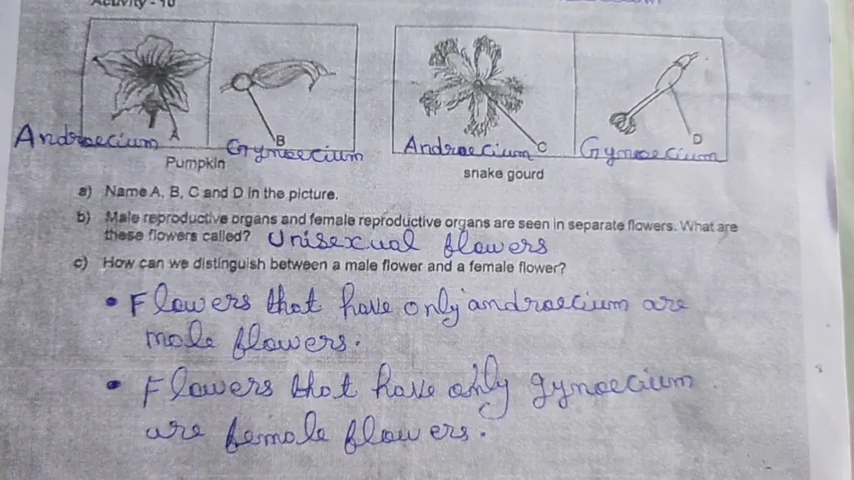 Activity - 10
A
B
C
D
Androecium
Gynoecium
Androecium
Gynoecium
Pumpkin
snake gourd
a) Name A, B, C and D in the picture.
b) Male reproductive organs and female reproductive organs are seen in separate flowers. What are
these flowers called? Unisexual flowers
c) How can we distinguish between a male flower and a female flower?
• Flowers that have only androecium are
male flowers.
• Flowers that have only gynoecium
are female flowers.